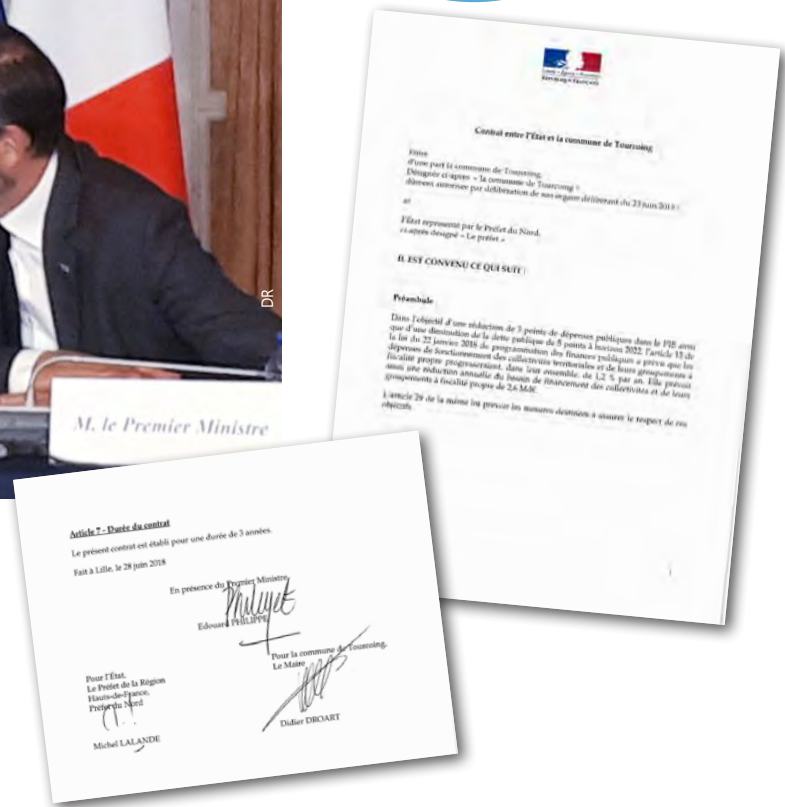 DR
M. le Premier Ministre
Liberté • Égalité • Fraternité
RÉPUBLIQUE FRANÇAISE
Contrat entre l'État et la commune de Tourcoing
Entre
d'une part la commune de Tourcoing,
Désignée ci-après « la commune de Tourcoing »
dûment autorisée par délibération de son organe délibérant du 23 juin 2018 ;
et
l'État représenté par le Préfet du Nord,
ci-après désigné « Le préfet »
IL EST CONVENU CE QUI SUIT :
Préambule
Dans l'objectif d'une réduction de 3 points de dépenses publiques dans le PIB ainsi
que d'une diminution de la dette publique de 5 points à horizon 2022, l'article 13 de
la loi du 22 janvier 2018 de programmation des finances publiques a prévu que les
dépenses de fonctionnement des collectivités territoriales et de leurs groupements à
fiscalité propre progresseraient, dans leur ensemble, de 1,2 % par an. Elle prévoit
aussi une réduction annuelle du besoin de financement des collectivités et de leurs
groupements à fiscalité propre de 2,6 Md€.
L'article 29 de la même loi prévoit les mesures destinées à assurer le respect de ces
objectifs.
1
Article 7 - Durée du contrat
Le présent contrat est établi pour une durée de 3 années.
Fait à Lille, le 28 juin 2018
En présence du Premier Ministre,
Edouard PHILIPPE
Pour la commune de Tourcoing,
Le Maire
Didier DROART
Pour l'État,
Le Préfet de la Région
Hauts-de-France,
Préfet du Nord
Michel LALANDE